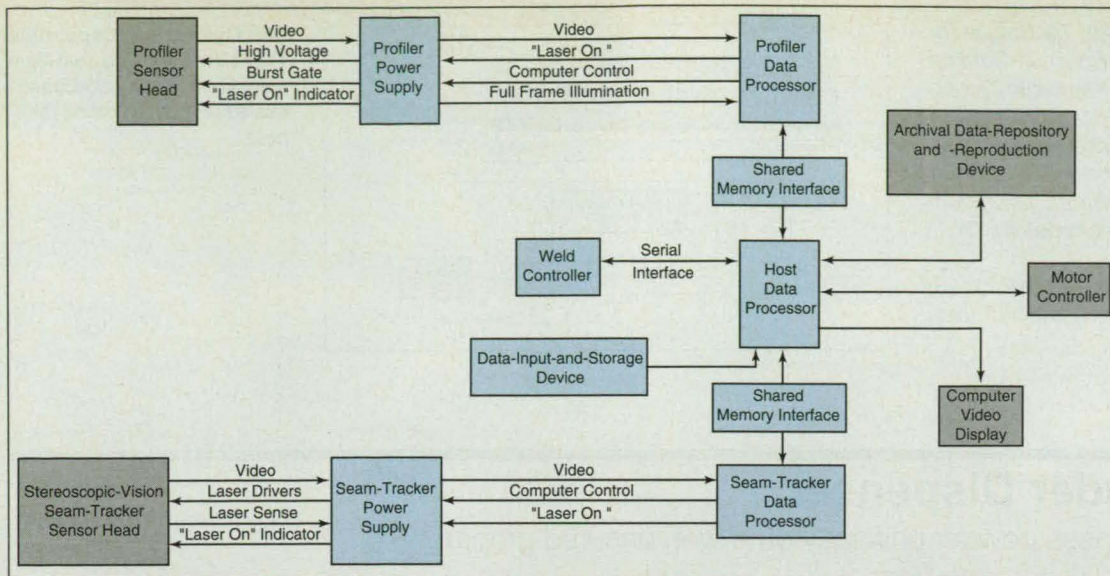 Profiler
Sensor
Head
Video
High Voltage
Burst Gate
"Laser On" Indicator
Profiler
Power
Supply
Video
"Laser On "
Computer Control
Full Frame Illumination
Profiler
Data
Processor
Shared
Memory Interface
Archival Data-Repository
and -Reproduction
Device
Weld
Controller
Serial
Interface
Host
Data
Processor
Motor
Controller
Data-Input-and-Storage
Device
Shared
Memory Interface
Computer
Video
Display
Stereoscopic-Vision
Seam-Tracker
Sensor Head
Video
Laser Drivers
Laser Sense
"Laser On" Indicator
Seam-Tracker
Power
Supply
Video
Computer Control
"Laser On "
Seam-Tracker
Data
Processor